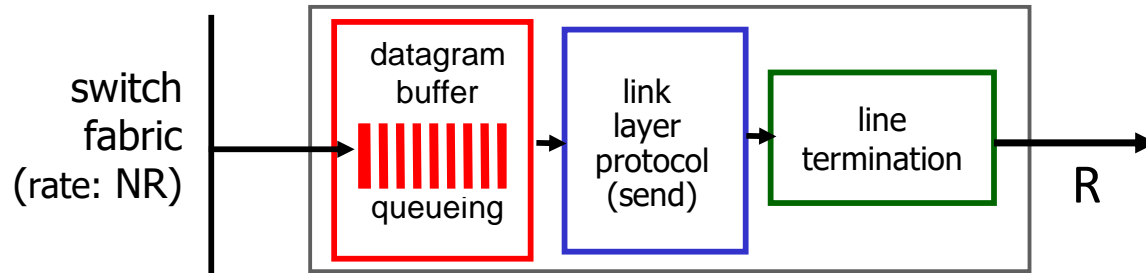 switch
fabric
(rate: NR)
datagram
buffer
queueing
link
layer
protocol
(send)
line
termination
R